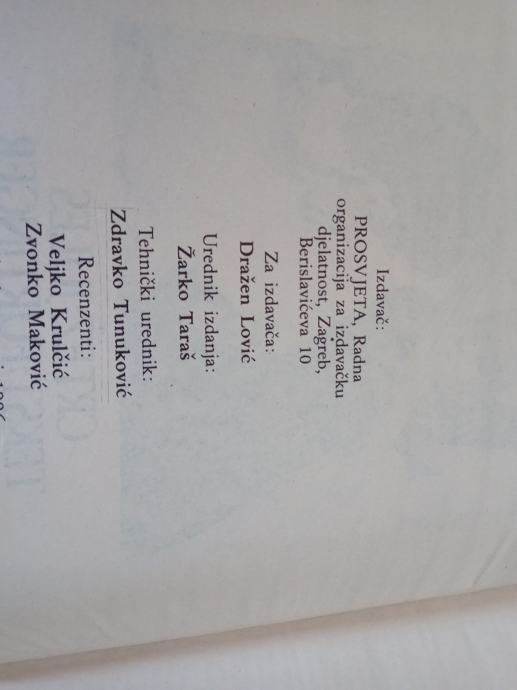 Izdavač:
PROSVJETA, Radna
organizacija za izdavačku
djelatnost, Zagreb,
Berislavićeva 10
Za izdavača:
Dražen Lović
Urednik izdanja:
Žarko Taraš
Tehnički urednik:
Zdravko Tunuković
Recenzenti:
Veljko Krulčić
Zvonko Maković